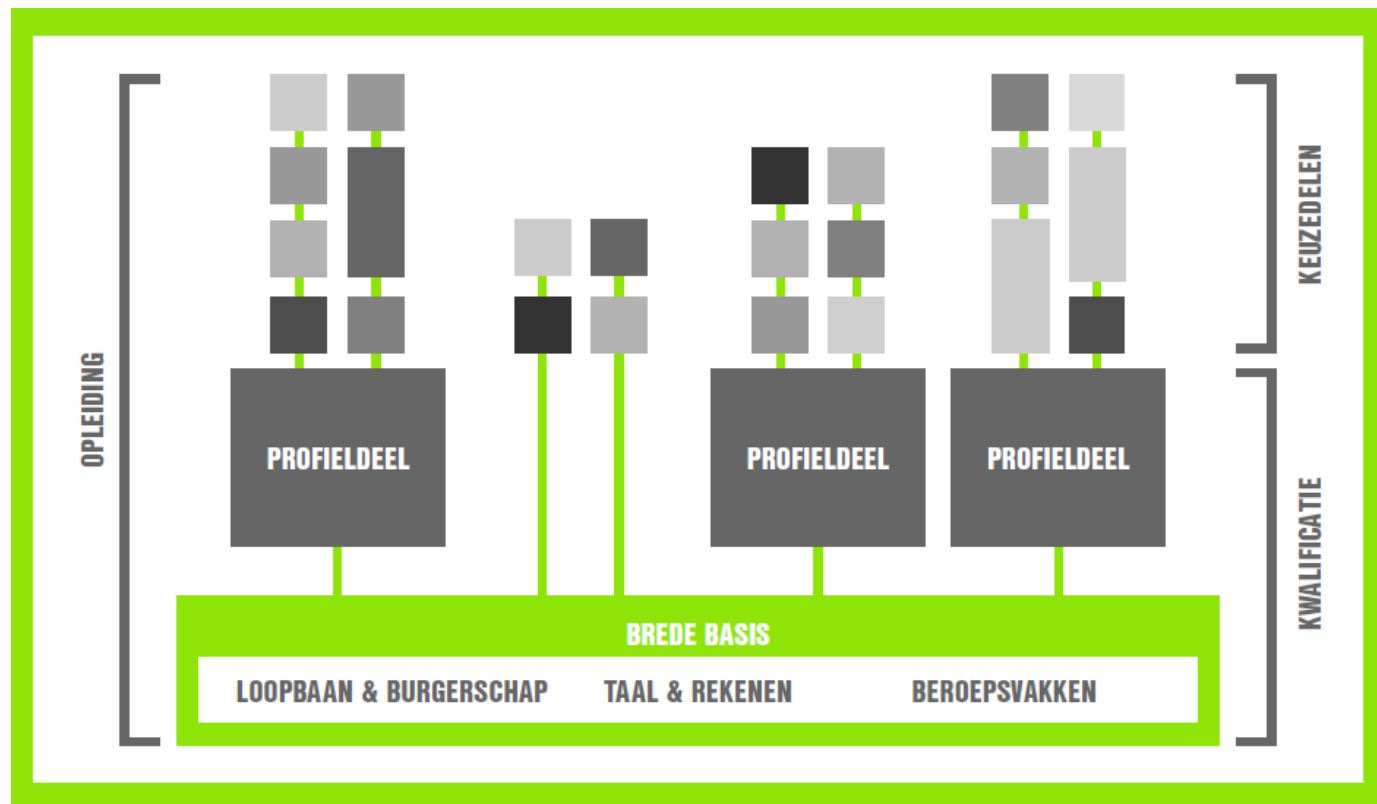 OPLEIDING
KEUZEDELEN
PROFIELDEEL
PROFIELDEEL
PROFIELDEEL
KWALIFICATIE
BREDE BASIS
LOOPBAAN & BURGERSCHAP
TAAL & REKENEN
BEROEPSVAKKEN